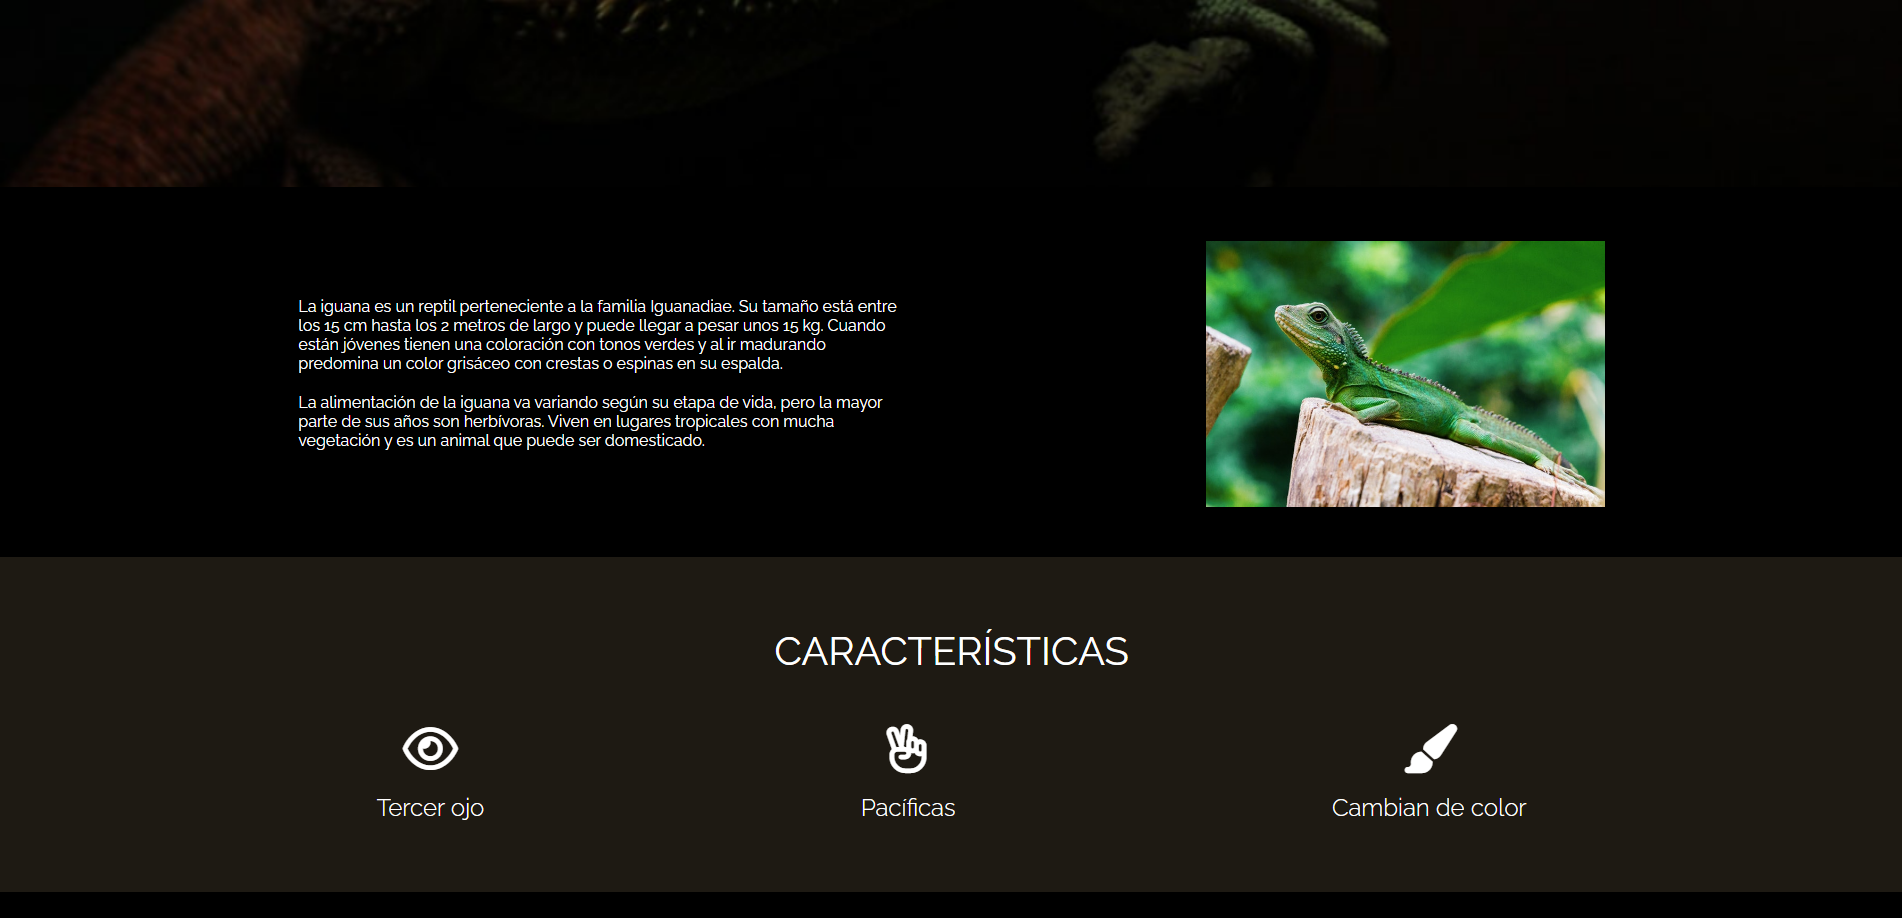 La iguana es un reptil perteneciente a la familia Iguanadiae. Su tamaño está entre
los 15 cm hasta los 2 metros de largo y puede llegar a pesar unos 15 kg. Cuando
están jóvenes tienen una coloración con tonos verdes y al ir madurando
predomina un color grisáceo con crestas o espinas en su espalda.
La alimentación de la iguana va variando según su etapa de vida, pero la mayor
parte de sus años son herbívoras. Viven en lugares tropicales con mucha
vegetación y es un animal que puede ser domesticado.
CARACTERÍSTICAS
Tercer ojo
Pacíficas
Cambian de color